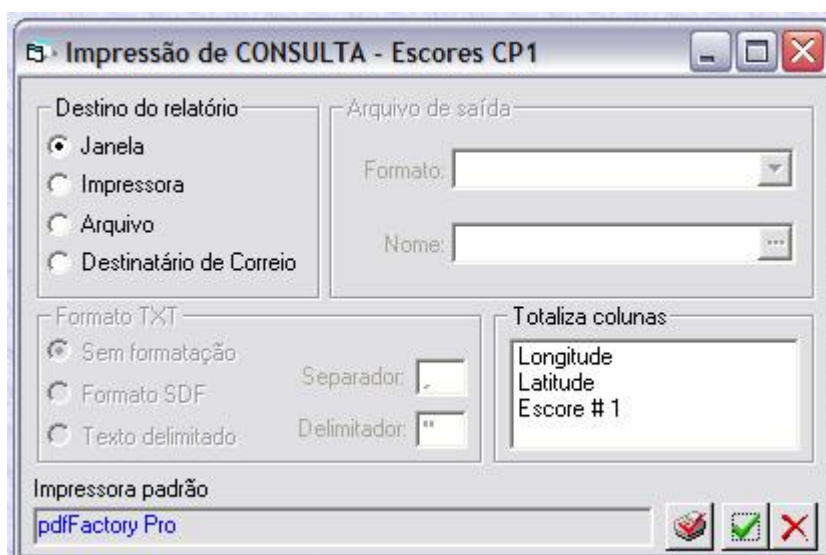 Impressão de CONSULTA - Escores CP1
Destino do relatório
Janela
Impressora
Arquivo
Destinatário de Correio
Arquivo de saída
Formato:
Nome:
...
Formato TXT
Sem formatação
Formato SDF
Texto delimitado
Separador: ,
Delimitador: "
Totaliza colunas
Longitude
Latitude
Escore # 1
Impressora padrão
pdfFactory Pro